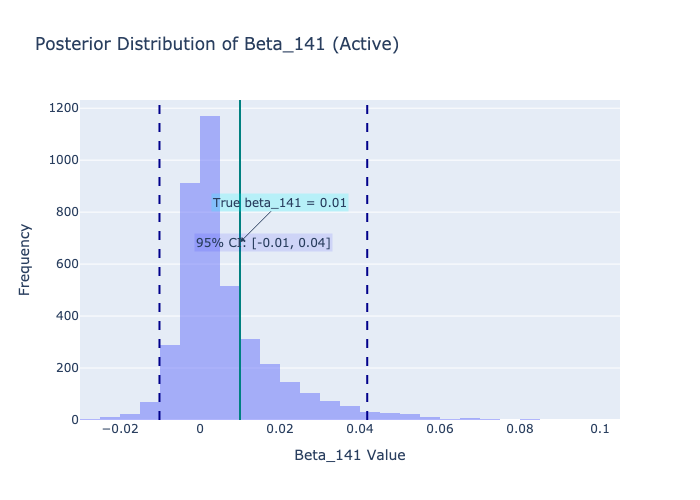 Posterior Distribution of Beta_141 (Active)
1200
1000
800
600
400
200
0
Frequency
True beta_141 = 0.01
95% CI: [-0.01, 0.04]
−0.02
0
0.02
0.04
0.06
0.08
0.1
Beta_141 Value